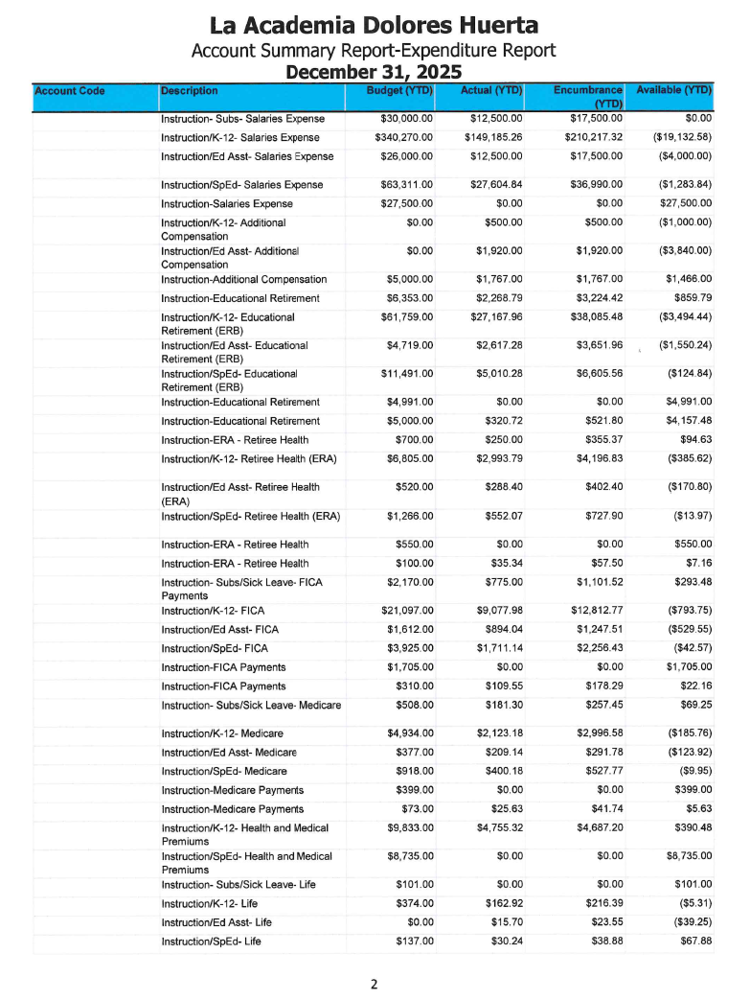 La Academia Dolores Huerta
Account Summary Report-Expenditure Report
December 31, 2025
Account Code Description Budget (YTD) Actual (YTD) Encumbrance (YTD) Available (YTD)
Instruction- Subs- Salaries Expense $30,000.00 $12,500.00 $17,500.00 $0.00
Instruction/K-12- Salaries Expense $340,270.00 $149,185.26 $210,217.32 ($19,132.58)
Instruction/Ed Asst- Salaries Expense $26,000.00 $12,500.00 $17,500.00 ($4,000.00)
Instruction/SpEd- Salaries Expense $63,311.00 $27,604.84 $36,990.00 ($1,283.84)
Instruction-Salaries Expense $27,500.00 $0.00 $0.00 $27,500.00
Instruction/K-12- Additional $0.00 $500.00 $500.00 ($1,000.00)
Compensation
Instruction/Ed Asst- Additional $0.00 $1,920.00 $1,920.00 ($3,840.00)
Compensation
Instruction-Additional Compensation $5,000.00 $1,767.00 $1,767.00 $1,466.00
Instruction-Educational Retirement $6,353.00 $2,268.79 $3,224.42 $859.79
Instruction/K-12- Educational $61,759.00 $27,167.96 $38,085.48 ($3,494.44)
Retirement (ERB)
Instruction/Ed Asst- Educational $4,719.00 $2,617.28 $3,651.96 ($1,550.24)
Retirement (ERB)
Instruction/SpEd- Educational $11,491.00 $5,010.28 $6,605.56 ($124.84)
Retirement (ERB)
Instruction-Educational Retirement $4,991.00 $0.00 $0.00 $4,991.00
Instruction-Educational Retirement $5,000.00 $320.72 $521.80 $4,157.48
Instruction-ERA - Retiree Health $700.00 $250.00 $355.37 $94.63
Instruction/K-12- Retiree Health (ERA) $6,805.00 $2,993.79 $4,196.83 ($385.62)
Instruction/Ed Asst- Retiree Health $520.00 $288.40 $402.40 ($170.80)
(ERA)
Instruction/SpEd- Retiree Health (ERA) $1,266.00 $552.07 $727.90 ($13.97)
Instruction-ERA - Retiree Health $550.00 $0.00 $0.00 $550.00
Instruction-ERA - Retiree Health $100.00 $35.34 $57.50 $7.16
Instruction- Subs/Sick Leave- FICA $2,170.00 $775.00 $1,101.52 $293.48
Payments
Instruction/K-12- FICA $21,097.00 $9,077.98 $12,812.77 ($793.75)
Instruction/Ed Asst- FICA $1,612.00 $894.04 $1,247.51 ($529.55)
Instruction/SpEd- FICA $3,925.00 $1,711.14 $2,256.43 ($42.57)
Instruction-FICA Payments $1,705.00 $0.00 $0.00 $1,705.00
Instruction-FICA Payments $310.00 $109.55 $178.29 $22.16
Instruction- Subs/Sick Leave- Medicare $508.00 $181.30 $257.45 $69.25
Instruction/K-12- Medicare $4,934.00 $2,123.18 $2,996.58 ($185.76)
Instruction/Ed Asst- Medicare $377.00 $209.14 $291.78 ($123.92)
Instruction/SpEd- Medicare $918.00 $400.18 $527.77 ($9.95)
Instruction-Medicare Payments $399.00 $0.00 $0.00 $399.00
Instruction-Medicare Payments $73.00 $25.63 $41.74 $5.63
Instruction/K-12- Health and Medical $9,833.00 $4,755.32 $4,687.20 $390.48
Premiums
Instruction/SpEd- Health and Medical $8,735.00 $0.00 $0.00 $8,735.00
Premiums
Instruction- Subs/Sick Leave- Life $101.00 $0.00 $0.00 $101.00
Instruction/K-12- Life $374.00 $162.92 $216.39 ($5.31)
Instruction/Ed Asst- Life $0.00 $15.70 $23.55 ($39.25)
Instruction/SpEd- Life $137.00 $30.24 $38.88 $67.88
2